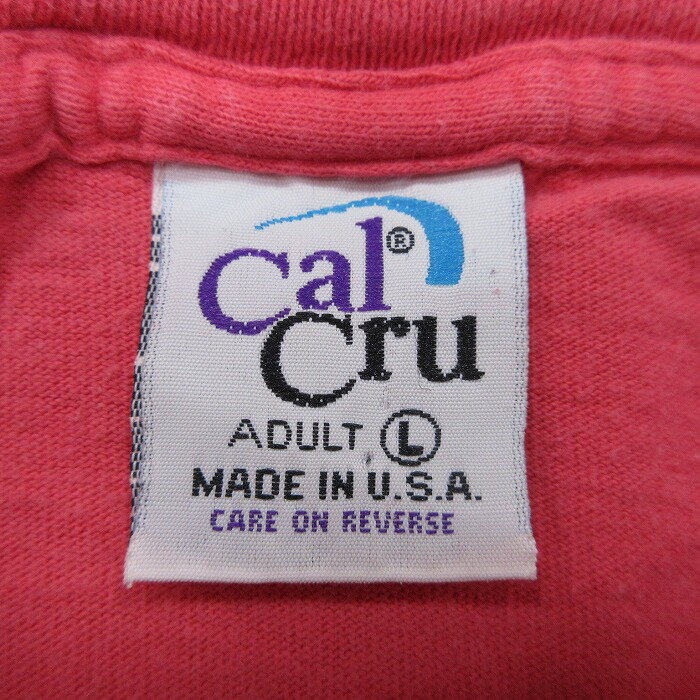 Cal®
Cru
ADULT L
MADE IN U.S.A.
CARE ON REVERSE